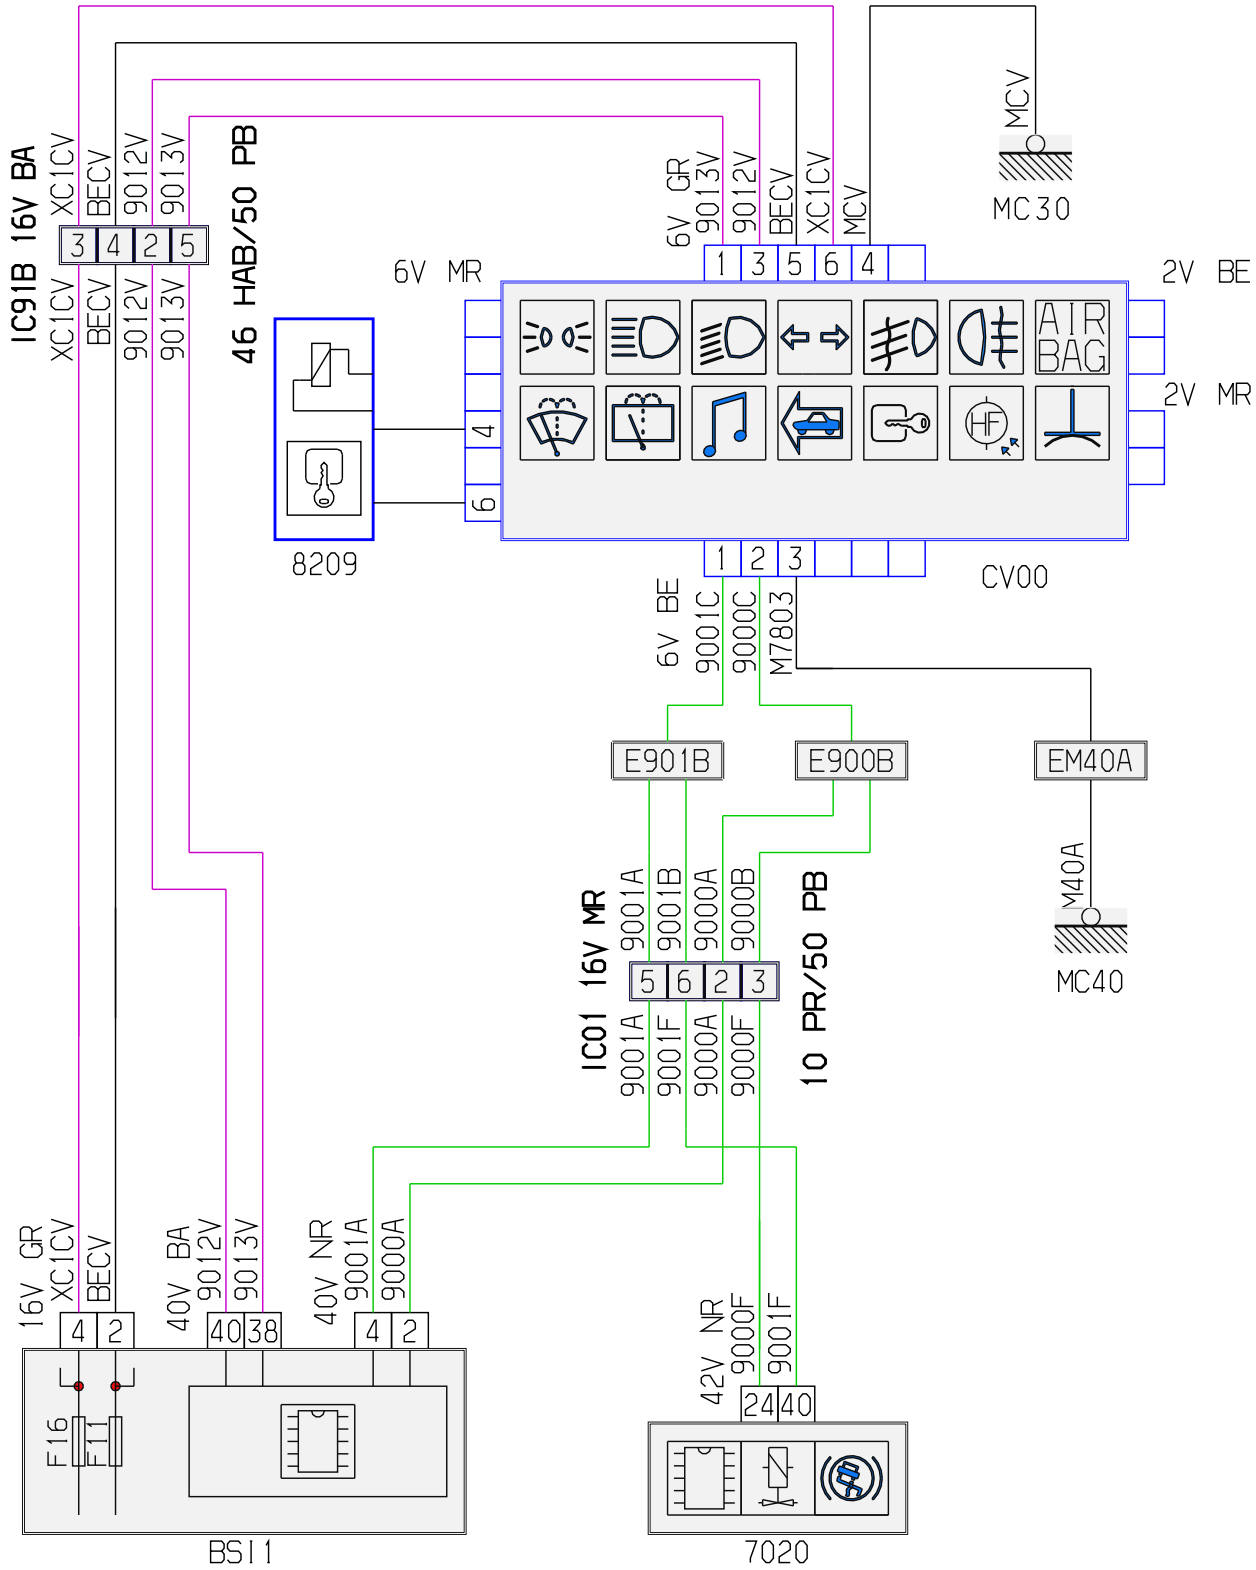 IC91B 16V BA
XC1CV
BECV
9012V
9013V
3 4 2 5
XC1CV
BECV
9012V
9013V
46 HAB/50 PB
6V GR
9013V
9012V
BECV
XC1CV
MCV
1 3 5 6 4
MCV
MC30
6V MR
2V BE
2V MR
AIR
BAG
HF
4
6
8209
1 2 3
CV00
6V BE
9001C
9000C
M7803
E901B
E900B
EM40A
M40A
MC40
IC01 16V MR
9001A
9001B
9000A
9000B
5 6 2 3
9001A
9001F
9000A
9000F
10 PR/50 PB
16V GR
XC1CV
BECV
4 2
40V BA
9012V
9013V
40 38
40V NR
9001A
9000A
4 2
F16
F11
BSI1
42V NR
9000F
9001F
24 40
7020